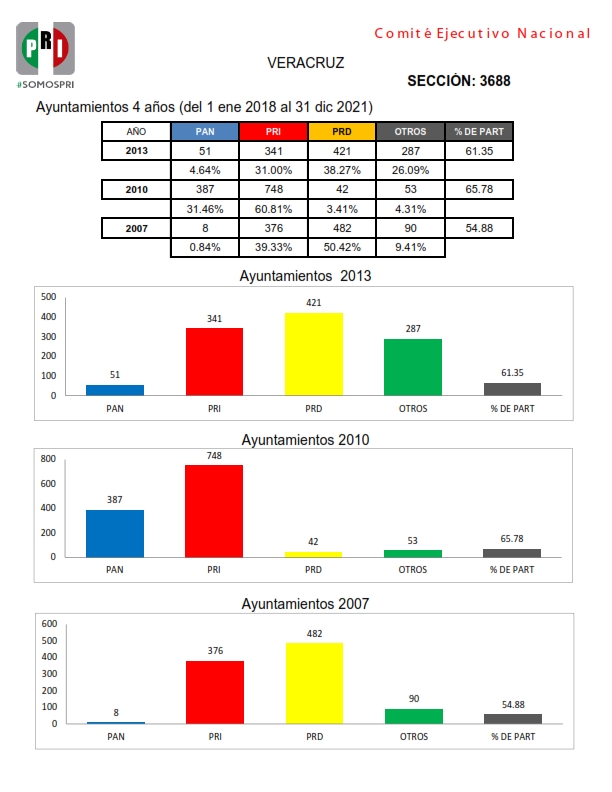 Comité Ejecutivo Nacional
PRI
#SOMOSPRI
VERACRUZ
SECCIÓN: 3688
Ayuntamientos 4 años (del 1 ene 2018 al 31 dic 2021)
AÑO PAN PRI PRD OTROS % DE PART
2013 51 341 421 287 61.35
4.64% 31.00% 38.27% 26.09%
2010 387 748 42 53 65.78
31.46% 60.81% 3.41% 4.31%
2007 8 376 482 90 54.88
0.84% 39.33% 50.42% 9.41%
Ayuntamientos 2013
500
400
300
200
100
0
51 341 421 287 61.35
PAN PRI PRD OTROS % DE PART
Ayuntamientos 2010
800
600
400
200
0
387 748 42 53 65.78
PAN PRI PRD OTROS % DE PART
Ayuntamientos 2007
600
500
400
300
200
100
0
8 376 482 90 54.88
PAN PRI PRD OTROS % DE PART